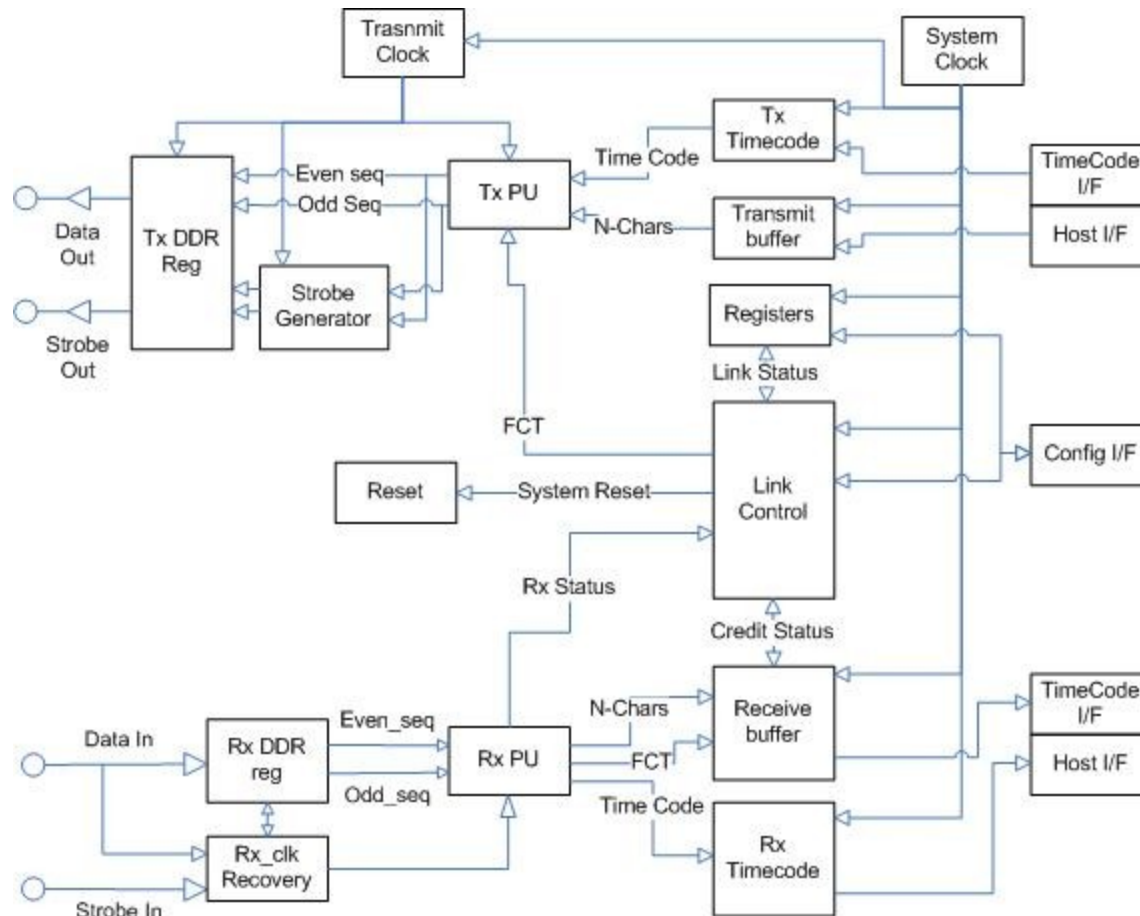 Trasnmit
Clock
System
Clock
Tx
Timecode
TimeCode
I/F
Time Code
Even seq
Tx PU
Odd Seq
N-Chars
Transmit
buffer
Host I/F
Data
Out
Tx DDR
Reg
Strobe
Generator
Strobe
Out
Registers
Link Status
FCT
Config I/F
Reset
System Reset
Link
Control
Rx Status
Credit Status
TimeCode
I/F
N-Chars
Receive
buffer
Even_seq
Data In
Rx DDR
reg
Rx PU
FCT
Host I/F
Odd_seq
Time Code
Rx_clk
Recovery
Rx
Timecode
Strobe In